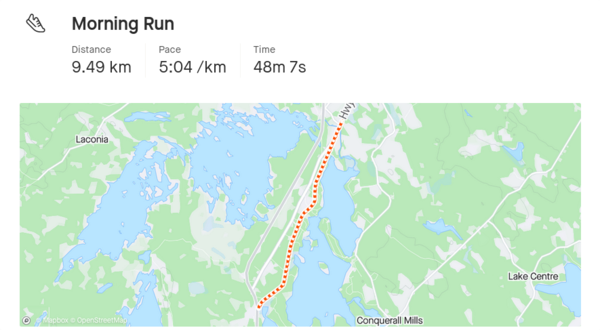 Morning Run
Distance Pace Time
9.49 km 5:04 /km 48m 7s
Hwy
Laconia
Lake Centre
Conquerall Mills
© Mapbox © OpenStreetMap